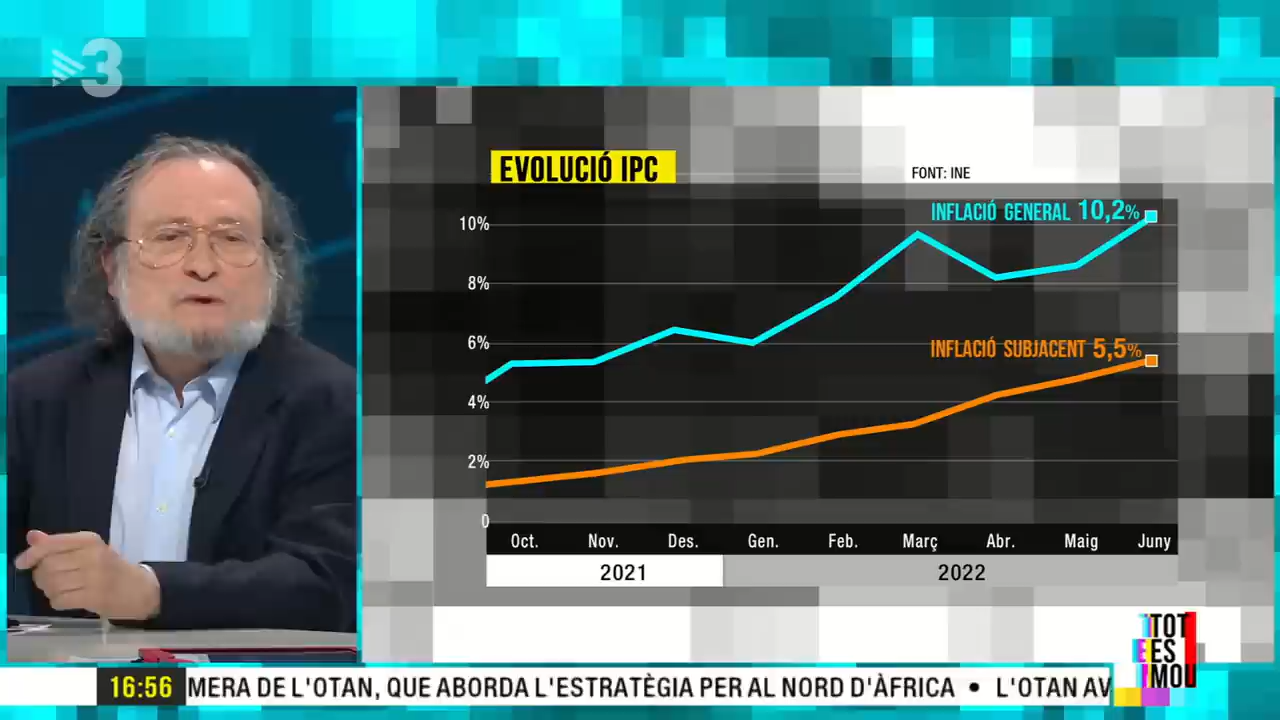 3
EVOLUCIÓ IPC
FONT: INE
INFLACIÓ GENERAL 10,2%
10%
8%
6%
INFLACIÓ SUBJACENT 5,5%
4%
2%
0
Oct. Nov. Des. Gen. Feb. Març Abr. Maig Juny
2021 2022
TOT
ES
MOU
16:56 MERA DE L'OTAN, QUE ABORDA L'ESTRATÈGIA PER AL NORD D'ÀFRICA • L'OTAN AV